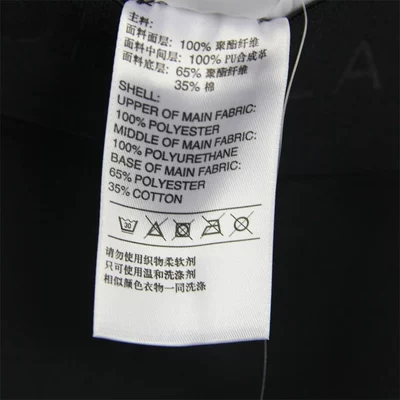 主料:
面料面层: 100% 聚酯纤维
面料中间层: 100% PU合成革
面料底层: 65% 聚酯纤维
35% 棉
SHELL:
UPPER OF MAIN FABRIC:
100% POLYESTER
MIDDLE OF MAIN FABRIC:
100% POLYURETHANE
BASE OF MAIN FABRIC:
65% POLYESTER
35% COTTON
30
请勿使用织物柔软剂
只可使用温和洗涤剂
相似颜色衣物一同洗涤